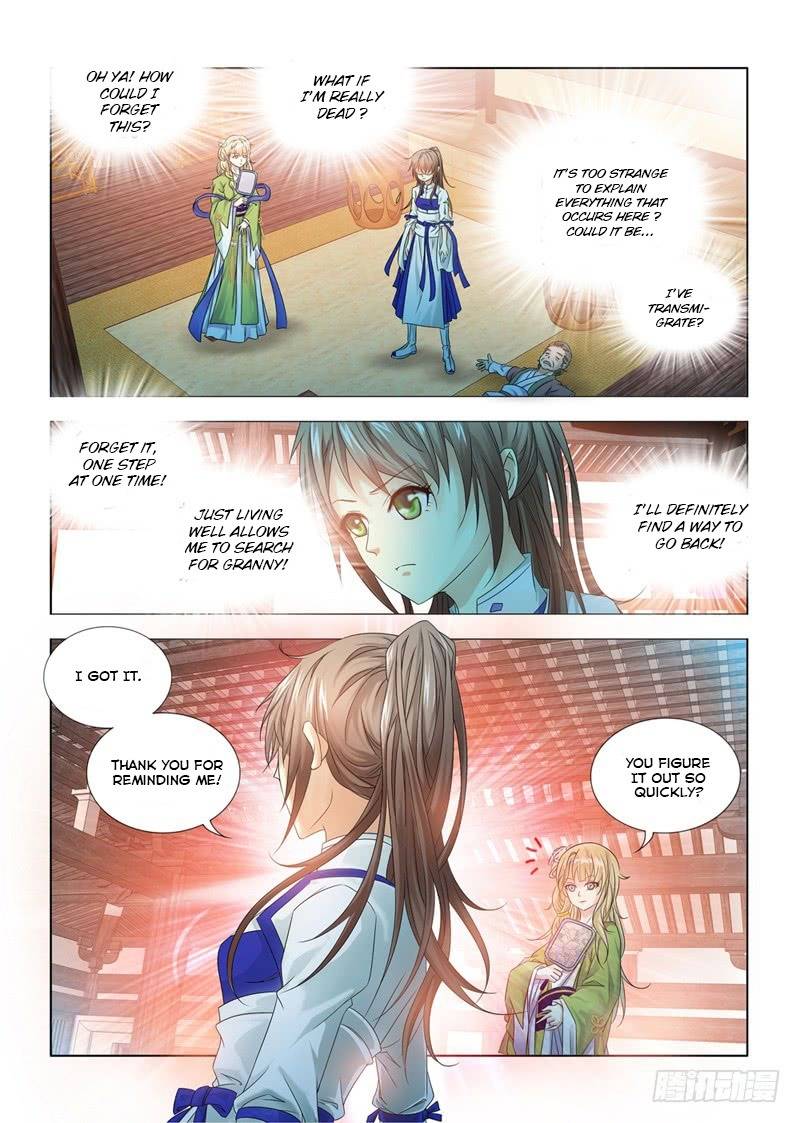 OH YA! HOW
COULD I
FORGET
THIS?
WHAT IF
I'M REALLY
DEAD ?
IT'S TOO STRANGE
TO EXPLAIN
EVERYTHING THAT
OCCURS HERE ?
COULD IT BE...
I'VE
TRANSMI-
GRATE?
FORGET IT,
ONE STEP
AT ONE TIME!
JUST LIVING
WELL ALLOWS
ME TO SEARCH
FOR GRANNY!
I'LL DEFINITELY
FIND A WAY TO
GO BACK!
I GOT IT.
THANK YOU FOR
REMINDING ME!
YOU FIGURE
IT OUT SO
QUICKLY?
腾讯动漫